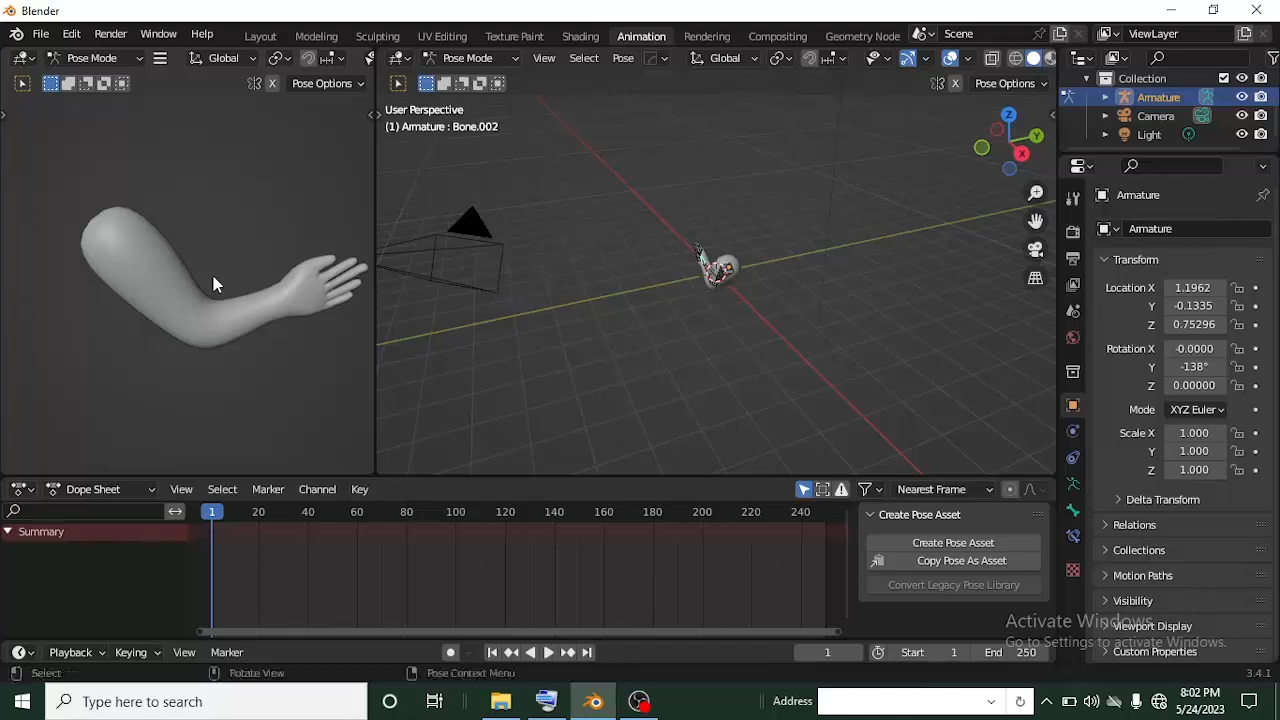 Blender
File Edit Render Window Help Layout Modeling Sculpting UV Editing Texture Paint Shading Animation Rendering Compositing Geometry Node Scene ViewLayer
Pose Mode Global Pose Mode View Select Pose Global
X Pose Options X Pose Options Collection
User Perspective
(1) Armature : Bone.002
Armature
Camera
Light
Z
Y
X
Armature
Armature
Transform
Location X 1.1962
Y -0.1335
Z 0.75296
Rotation X -0.0000
Y -138°
Z 0.00000
Mode XYZ Euler
Scale X 1.000
Y 1.000
Z 1.000
Delta Transform
Relations
Collections
Motion Paths
Visibility
Viewport Display
Custom Properties
Dope Sheet View Select Marker Channel Key Nearest Frame
1 20 40 60 80 100 120 140 160 180 200 220 240
Summary
Create Pose Asset
Create Pose Asset
Copy Pose As Asset
Convert Legacy Pose Library
Activate Windows
Go to Settings to activate Windows.
Playback Keying View Marker 1 Start 1 End 250
Select Rotate View Pose Context Menu 3.4.1
Type here to search Address 8:02 PM
5/24/2023